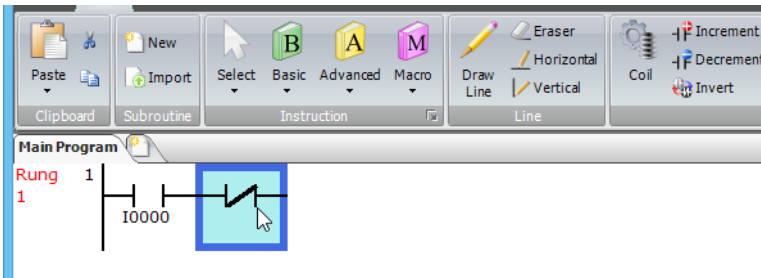 Paste
New
Import
Select
Basic
Advanced
Macro
Draw
Line
Eraser
Horizontal
Vertical
Coil
Increment
Decrement
Invert
Clipboard
Subroutine
Instruction
Line
B
A
M
Main Program
Rung 1
1
I0000